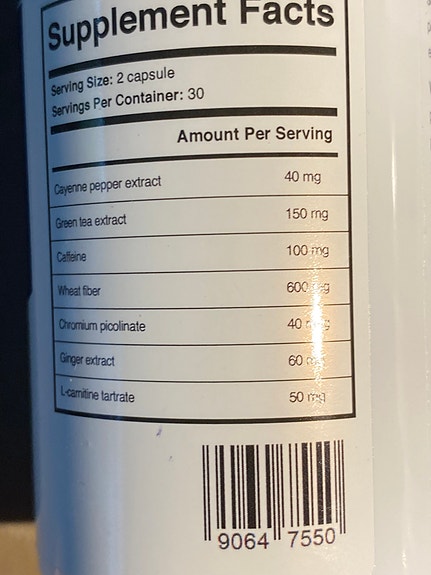 Supplement Facts
Serving Size: 2 capsule
Servings Per Container: 30
Amount Per Serving
Cayenne pepper extract 40 mg
Green tea extract 150 mg
Caffeine 100 mg
Wheat fiber 600
Chromium picolinate 40
Ginger extract 60
L-carnitine tartrate 50 mg
9064 7550